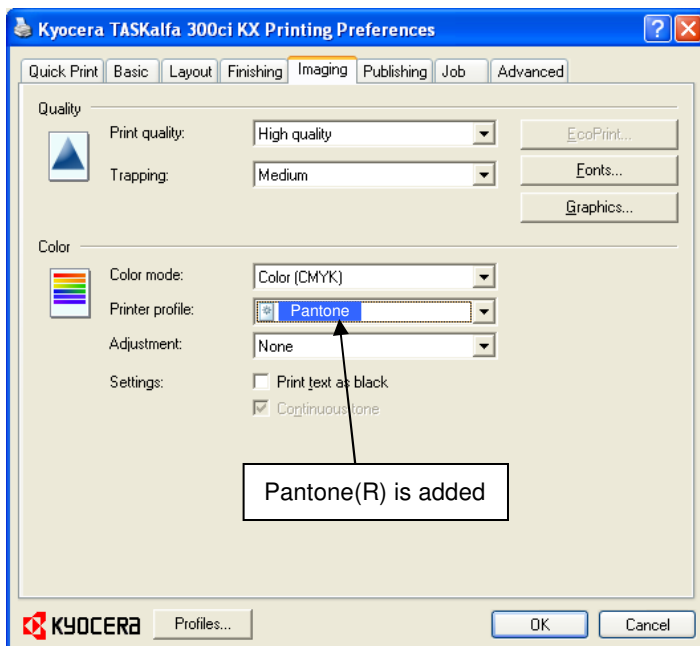 Kyocera TASKalfa 300ci KX Printing Preferences
Quick Print Basic Layout Finishing Imaging Publishing Job Advanced
Quality
Print quality: High quality EcoPrint...
Trapping: Medium Fonts...
Graphics...
Color
Color mode: Color (CMYK)
Printer profile: Pantone
Adjustment: None
Settings: Print text as black
Continuous tone
Pantone(R) is added
KYOCERA Profiles... OK Cancel